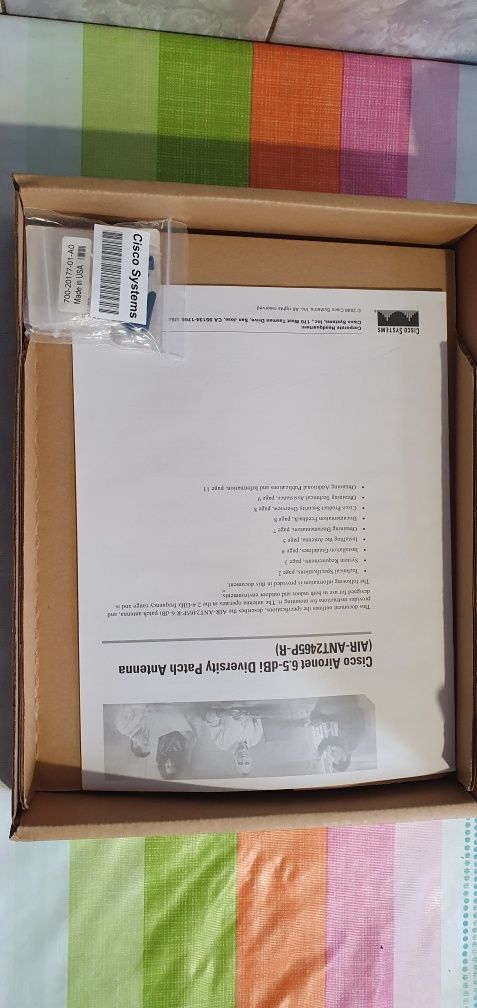 Cisco Systems
700-20177-01-A0
Made in USA
Cisco Aironet 6.5-dBi Diversity Patch Antenna
(AIR-ANT2465P-R)
This document outlines the specifications, describes the AIR-ANT2465P-R 6.5 dBi patch antenna, and
provides instructions for mounting it. The antenna operates in the 2.4-GHz frequency range and is
designed for use in both indoor and outdoor environments.
The following information is provided in this document.
• Technical Specifications, page 2
• System Requirements, page 3
• Installation Guidelines, page 4
• Installing the Antenna, page 5
• Obtaining Documentation, page 7
• Documentation Feedback, page 8
• Cisco Product Security Overview, page 8
• Obtaining Technical Assistance, page 9
• Obtaining Additional Publications and Information, page 11
CISCO SYSTEMS
Corporate Headquarters:
Cisco Systems, Inc., 170 West Tasman Drive, San Jose, CA 95134-1706 USA
All rights reserved